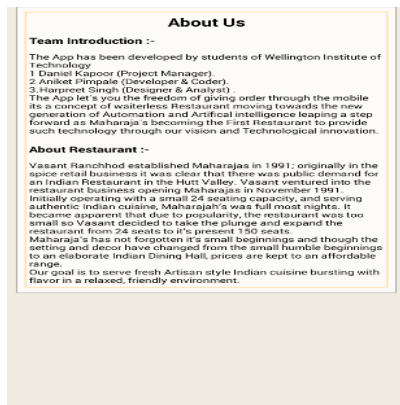 About Us
Team Introduction :-
The App has been developed by students of Wellington Institute of
Technology
1 Daniel Kapoor (Project Manager).
2 Aniket Pimpale (Developer & Coder).
3.Harpreet Singh (Designer & Analyst) .
The App let's you the freedom of giving order through the mobile
its a concept of waiterless Restaurant moving towards the new
generation of Automation and Artifical intelligence leaping a step
forward as Maharaja's becoming the First Restaurant to provide
such technology through our vision and Technological innovation.
About Restaurant :-
Vasant Ranchhod established Maharajas in 1991; originally in the
spice retail business it was clear that there was public demand for
an Indian Restaurant in the Hutt Valley. Vasant ventured into the
restaurant business opening Maharajas in November 1991.
Initially operating with a small 24 seating capacity, and serving
authentic Indian cuisine, Maharajah's was full most nights. It
became apparent that due to popularity, the restaurant was too
small so Vasant decided to take the plunge and expand the
restaurant from 24 seats to it's present 150 seats.
Maharaja's has not forgotten it's small beginnings and though the
setting and decor have changed from the small humble beginnings
to an elaborate Indian Dining Hall, prices are kept to an affordable
range.
Our goal is to serve fresh Artisan style Indian cuisine bursting with
flavor in a relaxed, friendly environment.